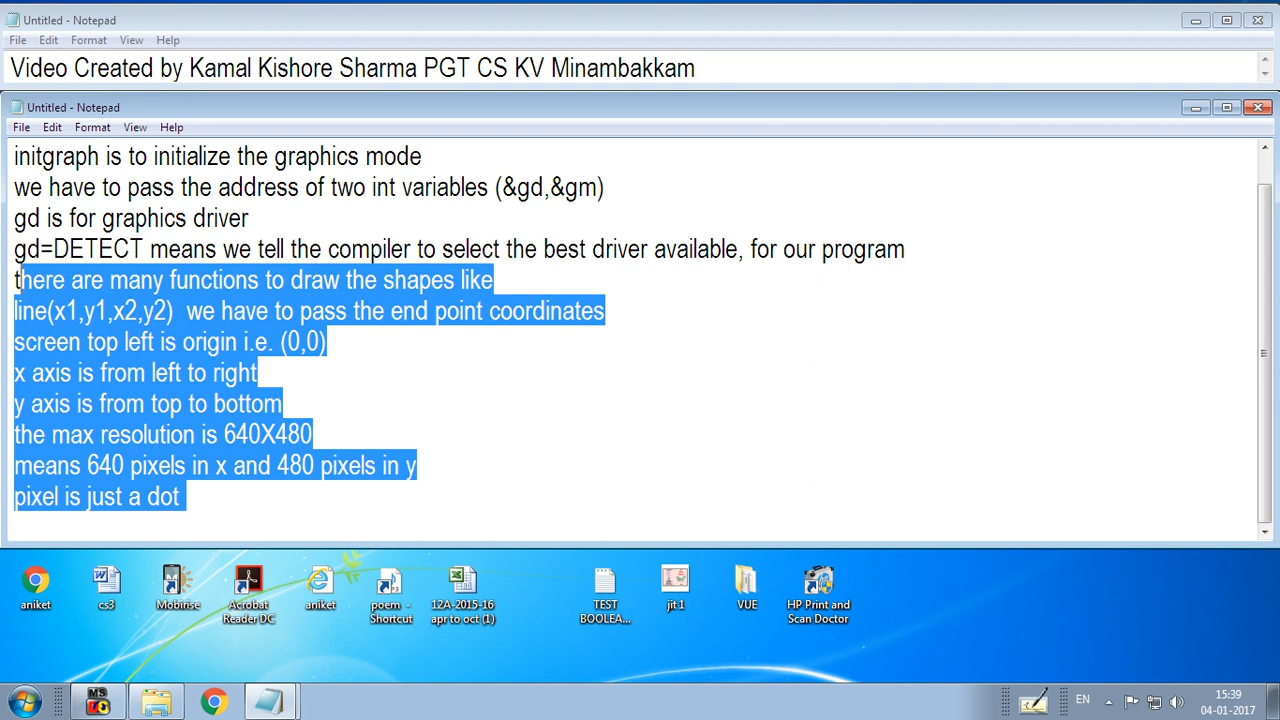 Untitled - Notepad
File Edit Format View Help
Video Created by Kamal Kishore Sharma PGT CS KV Minambakkam
Untitled - Notepad
File Edit Format View Help
initgraph is to initialize the graphics mode
we have to pass the address of two int variables (&gd,&gm)
gd is for graphics driver
gd=DETECT means we tell the compiler to select the best driver available, for our program
there are many functions to draw the shapes like
line(x1,y1,x2,y2)  we have to pass the end point coordinates
screen top left is origin i.e. (0,0)
x axis is from left to right
y axis is from top to bottom
the max resolution is 640X480
means 640 pixels in x and 480 pixels in y
pixel is just a dot
aniket
cs3
Mobirise
Acrobat
Reader DC
aniket
poem -
Shortcut
12A-2015-16
apr to oct (1)
TEST
BOOLEA...
jit 1
VUE
HP Print and
Scan Doctor
MS
EN
15:39
04-01-2017